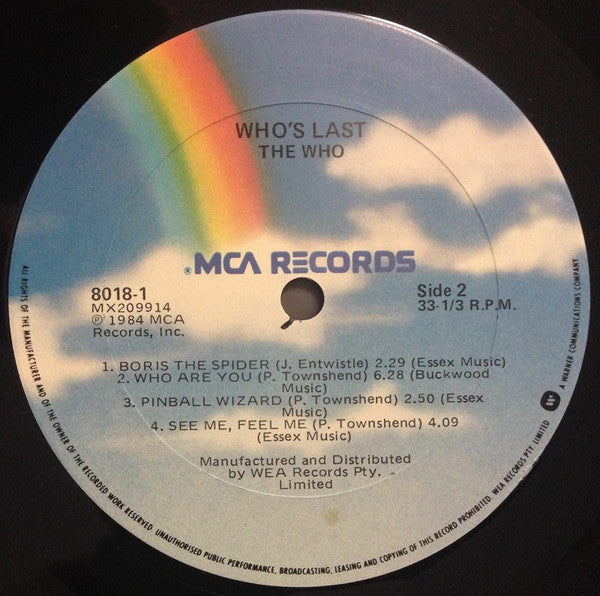 WHO'S LAST
THE WHO
®MCA RECORDS
8018-1
MX209914
℗ 1984 MCA
Records, Inc.
Side 2
33-1/3 R.P.M.
1. BORIS THE SPIDER (J. Entwistle) 2.29 (Essex Music)
2. WHO ARE YOU (P. Townshend) 6.28 (Buckwood
Music)
3. PINBALL WIZARD (P. Townshend) 2.50 (Essex
Music)
4. SEE ME, FEEL ME (P. Townshend) 4.09
(Essex Music)
Manufactured and Distributed
by WEA Records Pty.
Limited
ALL RIGHTS OF THE MANUFACTURER AND OF THE OWNER OF THE RECORDED WORK RESERVED. UNAUTHORISED PUBLIC PERFORMANCE, BROADCASTING, LEASING AND COPYING OF THIS RECORD PROHIBITED. WEA RECORDS PTY. LIMITED
A WARNER COMMUNICATIONS COMPANY.